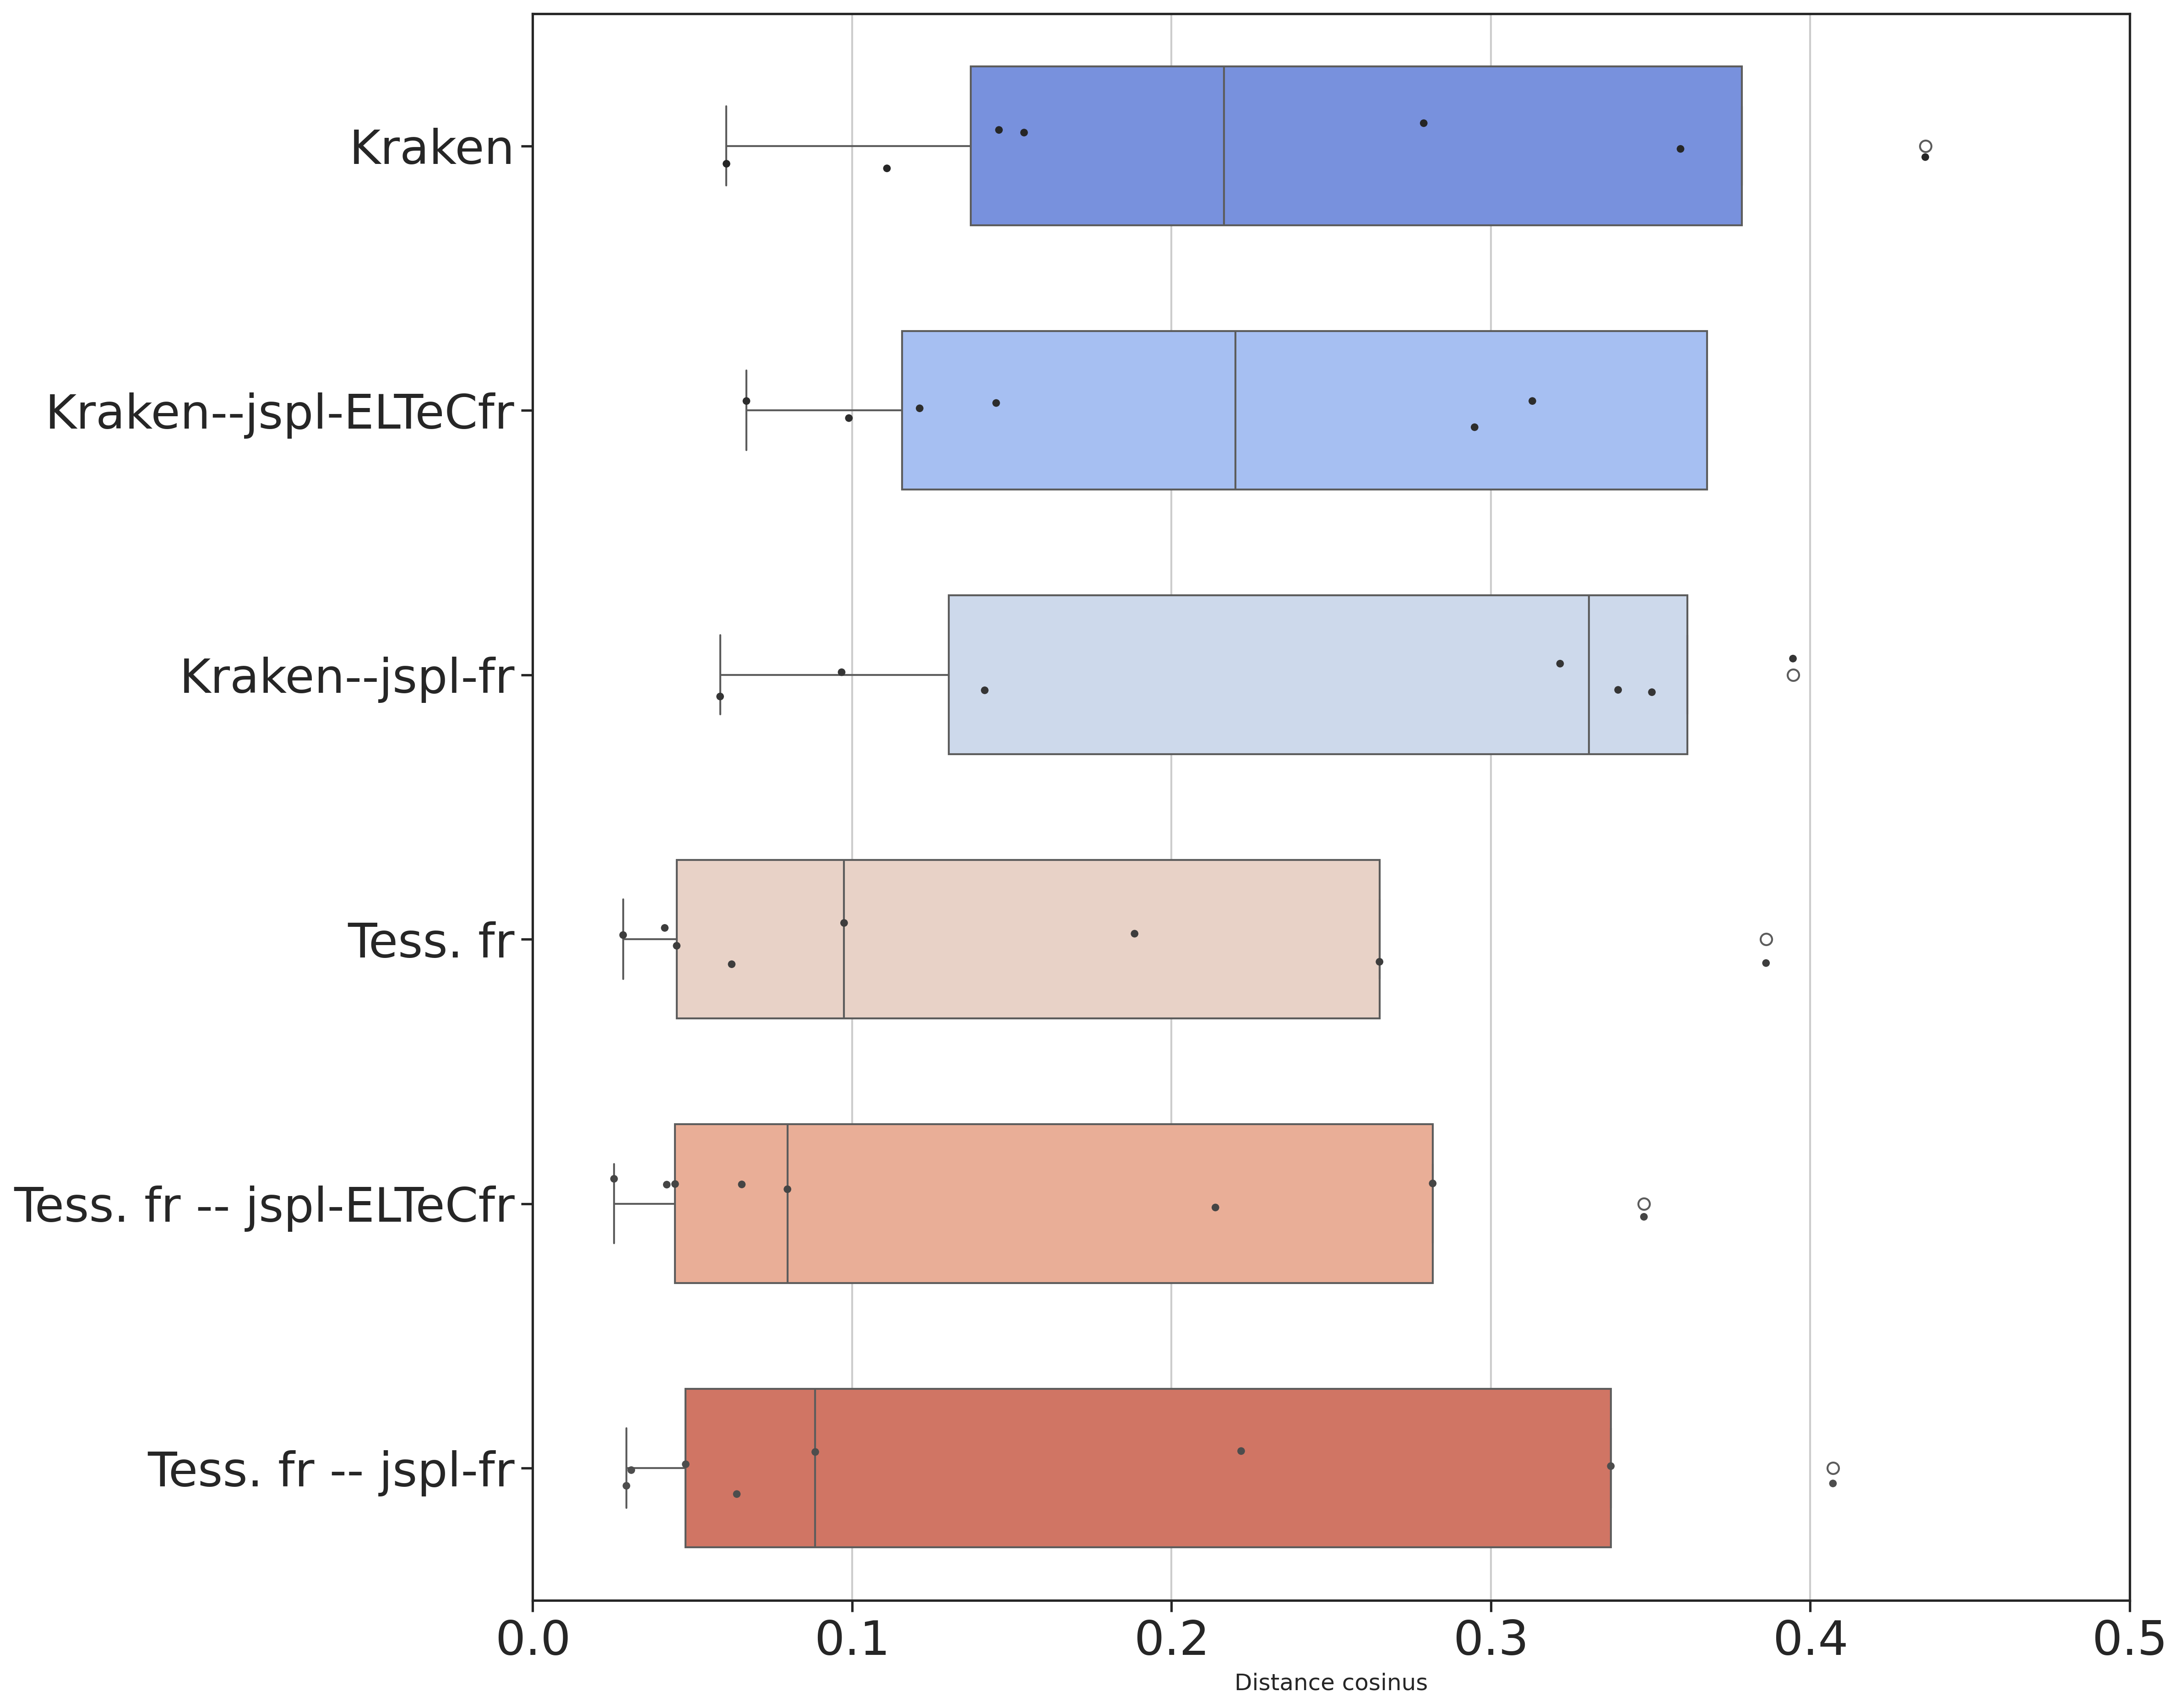 Kraken
Kraken--jspl-ELTeCfr
Kraken--jspl-fr
Tess. fr
Tess. fr -- jspl-ELTeCfr
Tess. fr -- jspl-fr
0.0 0.1 0.2 0.3 0.4 0.5
Distance cosinus